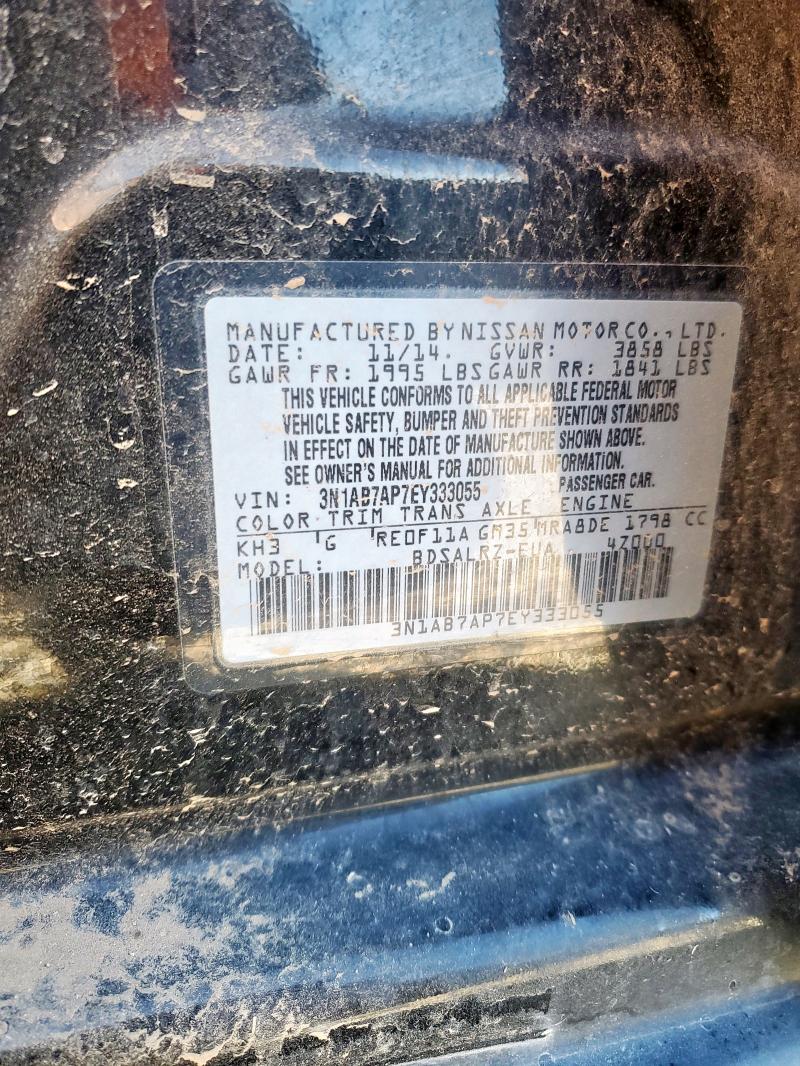 MANUFACTURED BY NISSAN MOTOR CO., LTD.
DATE: 11/14. GVWR: 3858 LBS
GAWR FR: 1995 LBS GAWR RR: 1841 LBS
THIS VEHICLE CONFORMS TO ALL APPLICABLE FEDERAL MOTOR
VEHICLE SAFETY, BUMPER AND THEFT PREVENTION STANDARDS
IN EFFECT ON THE DATE OF MANUFACTURE SHOWN ABOVE.
SEE OWNER'S MANUAL FOR ADDITIONAL INFORMATION.
VIN: 3N1AB7AP7EY333055 PASSENGER CAR.
COLOR TRIM TRANS AXLE ENGINE
KH3 G RE0F11A GM35 MRA8DE 1798 CC
MODEL: BDSALRZ-EUA 47000
3N1AB7AP7EY333055